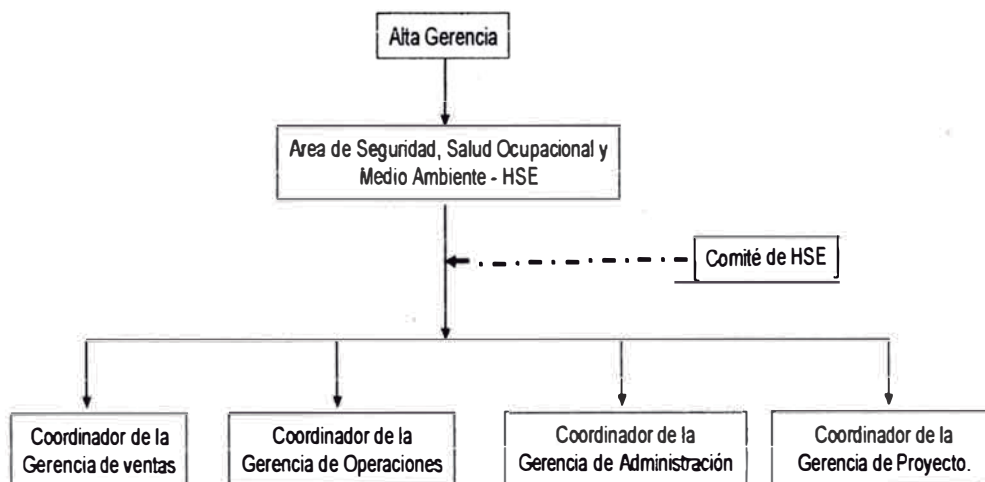 Alta Gerencia
Area de Seguridad, Salud Ocupacional y
Medio Ambiente - HSE
Comité de HSE
Coordinador de la
Gerencia de ventas
Coordinador de la
Gerencia de Operaciones
Coordinador de la
Gerencia de Administración
Coordinador de la
Gerencia de Proyecto.